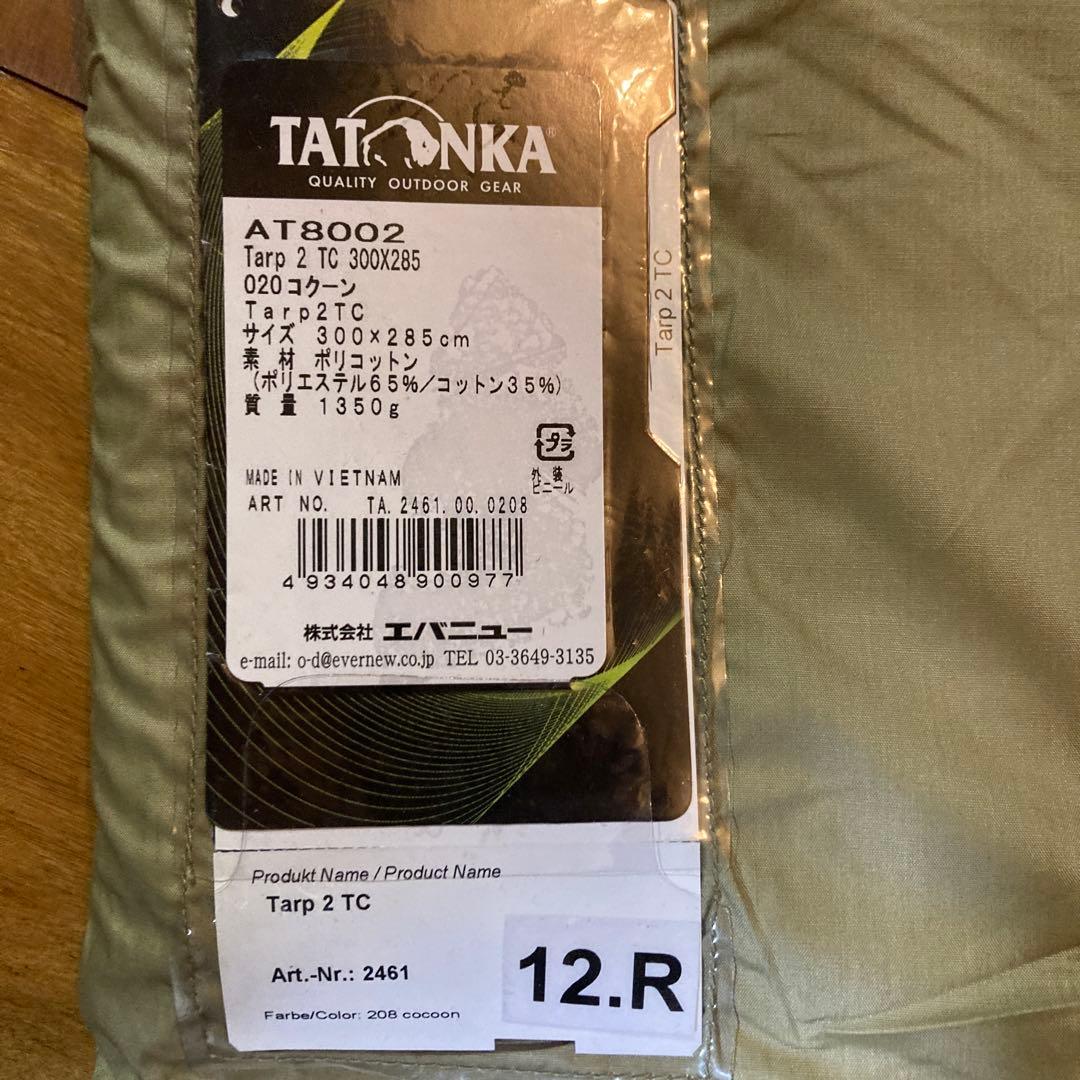 TATONKA®
QUALITY OUTDOOR GEAR
AT8002
Tarp 2 TC 300X285
020コクーン
Tarp2TC
サイズ 300×285cm
素 材 ポリコットン
(ポリエステル65%/コットン35%)
質 量 1350g
プラ
外 装
ビニール
MADE IN VIETNAM
ART NO. TA. 2461. 00. 0208
4 934048 900977
株式会社 エバニュー
e-mail: o-d@evernew.co.jp TEL 03-3649-3135
Tarp 2 TC
Produkt Name / Product Name
Tarp 2 TC
Art.-Nr.: 2461
Farbe/Color: 208 cocoon
12.R